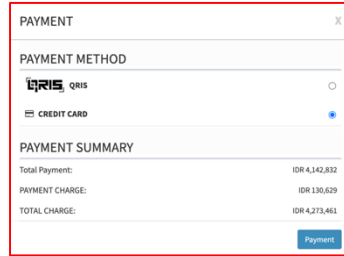 PAYMENT X
PAYMENT METHOD
QRIS QRIS
CREDIT CARD
PAYMENT SUMMARY
Total Payment: IDR 4,142,832
PAYMENT CHARGE: IDR 130,629
TOTAL CHARGE: IDR 4,273,461
Payment